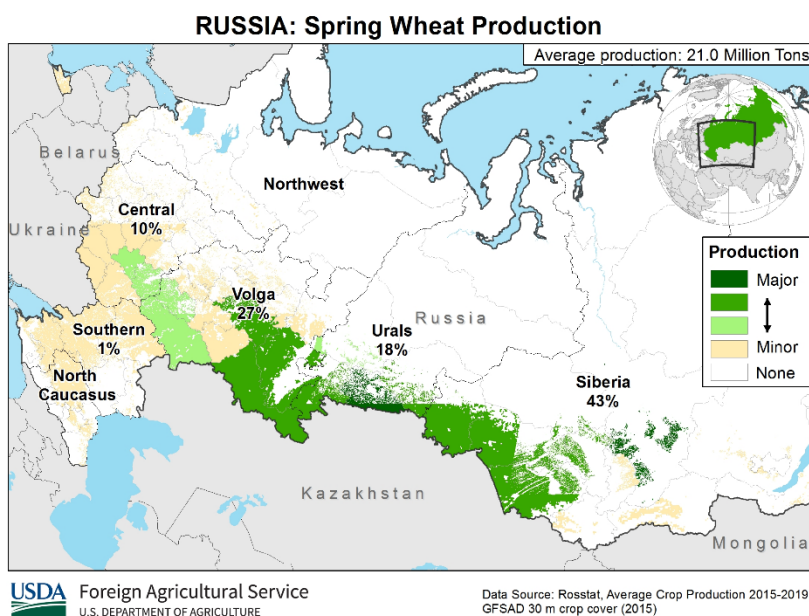 RUSSIA: Spring Wheat Production
Average production: 21.0 Million Tons
Belarus
Northwest
Ukraine
Central
10%
Production
Major
Minor
None
Volga
27%
Russia
Urals
18%
Southern
1%
North
Caucasus
Siberia
43%
Kazakhstan
Mongolia
USDA
Foreign Agricultural Service
U.S. DEPARTMENT OF AGRICULTURE
Data Source: Rosstat, Average Crop Production 2015-2019
GFSAD 30 m crop cover (2015)